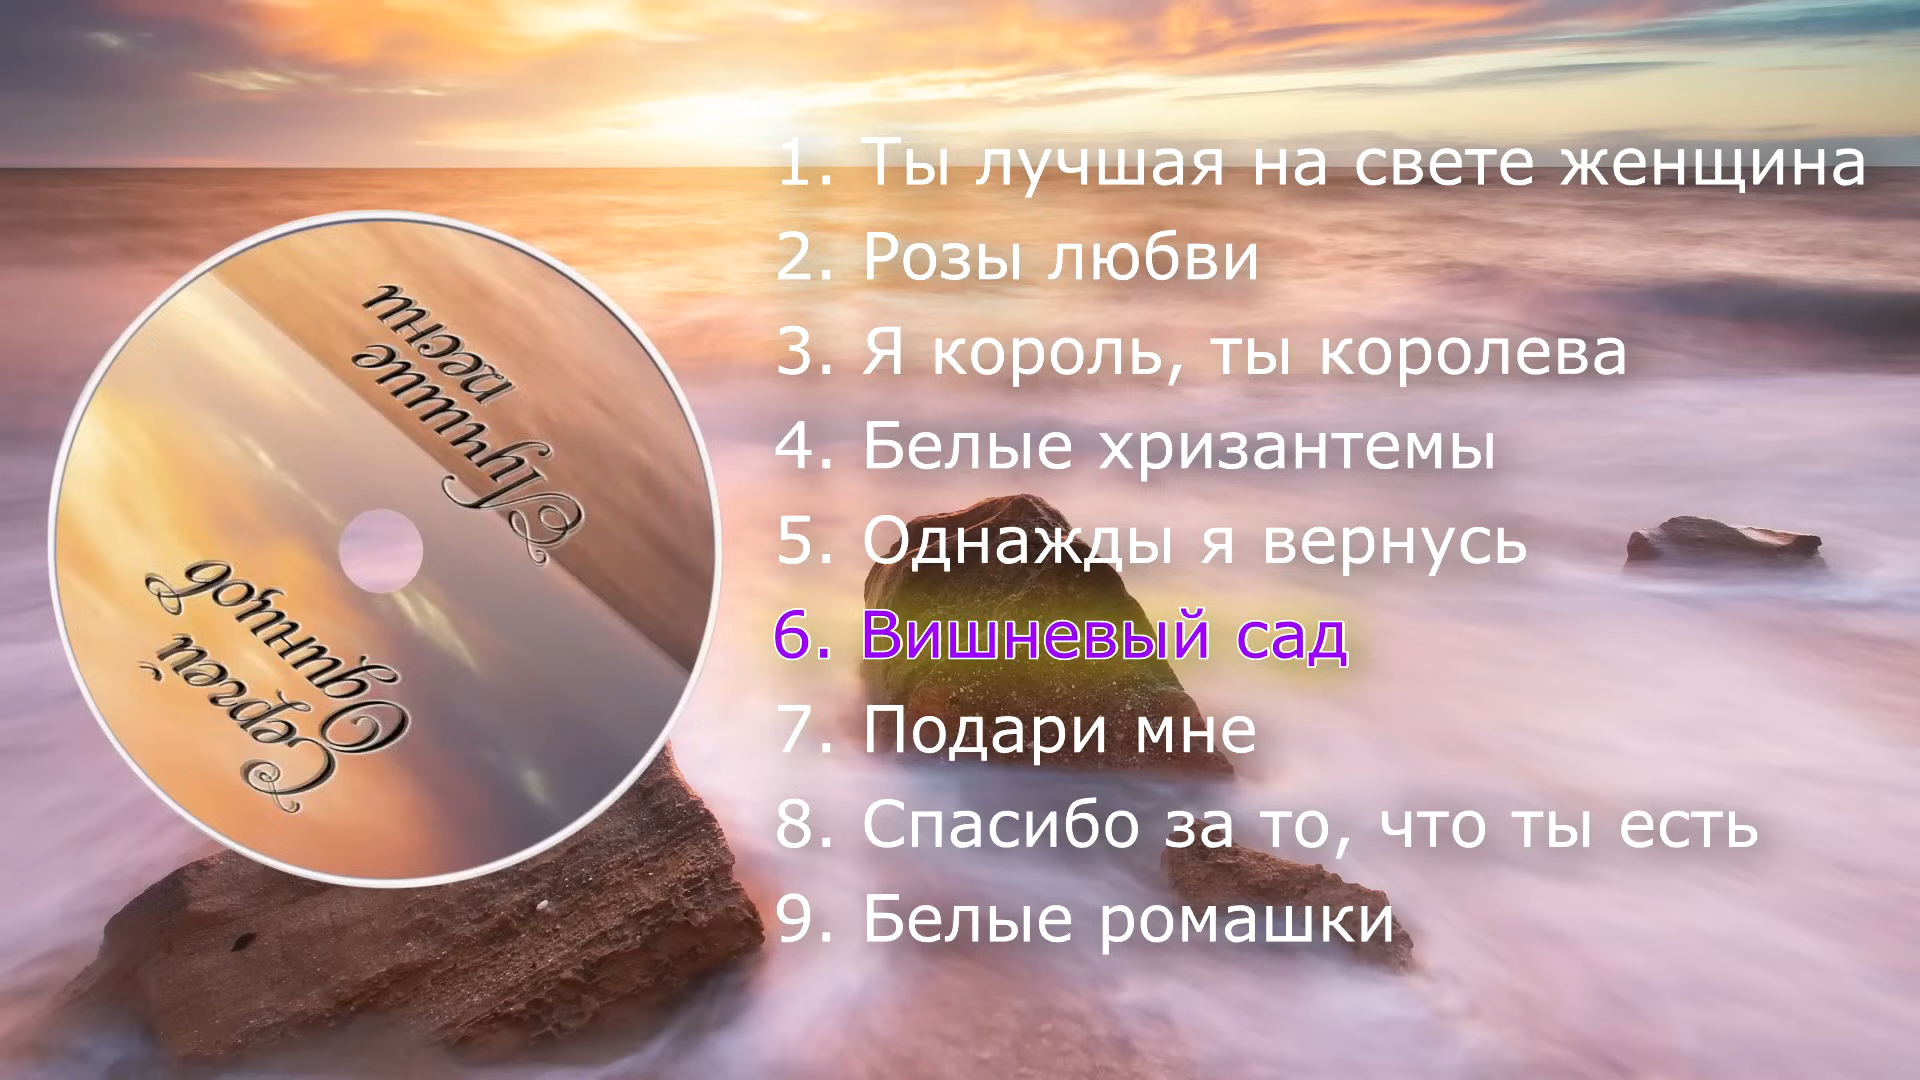 Сергей
Одинцов
Лучшие
песни
1. Ты лучшая на свете женщина
2. Розы любви
3. Я король, ты королева
4. Белые хризантемы
5. Однажды я вернусь
6. Вишневый сад
7. Подари мне
8. Спасибо за то, что ты есть
9. Белые ромашки